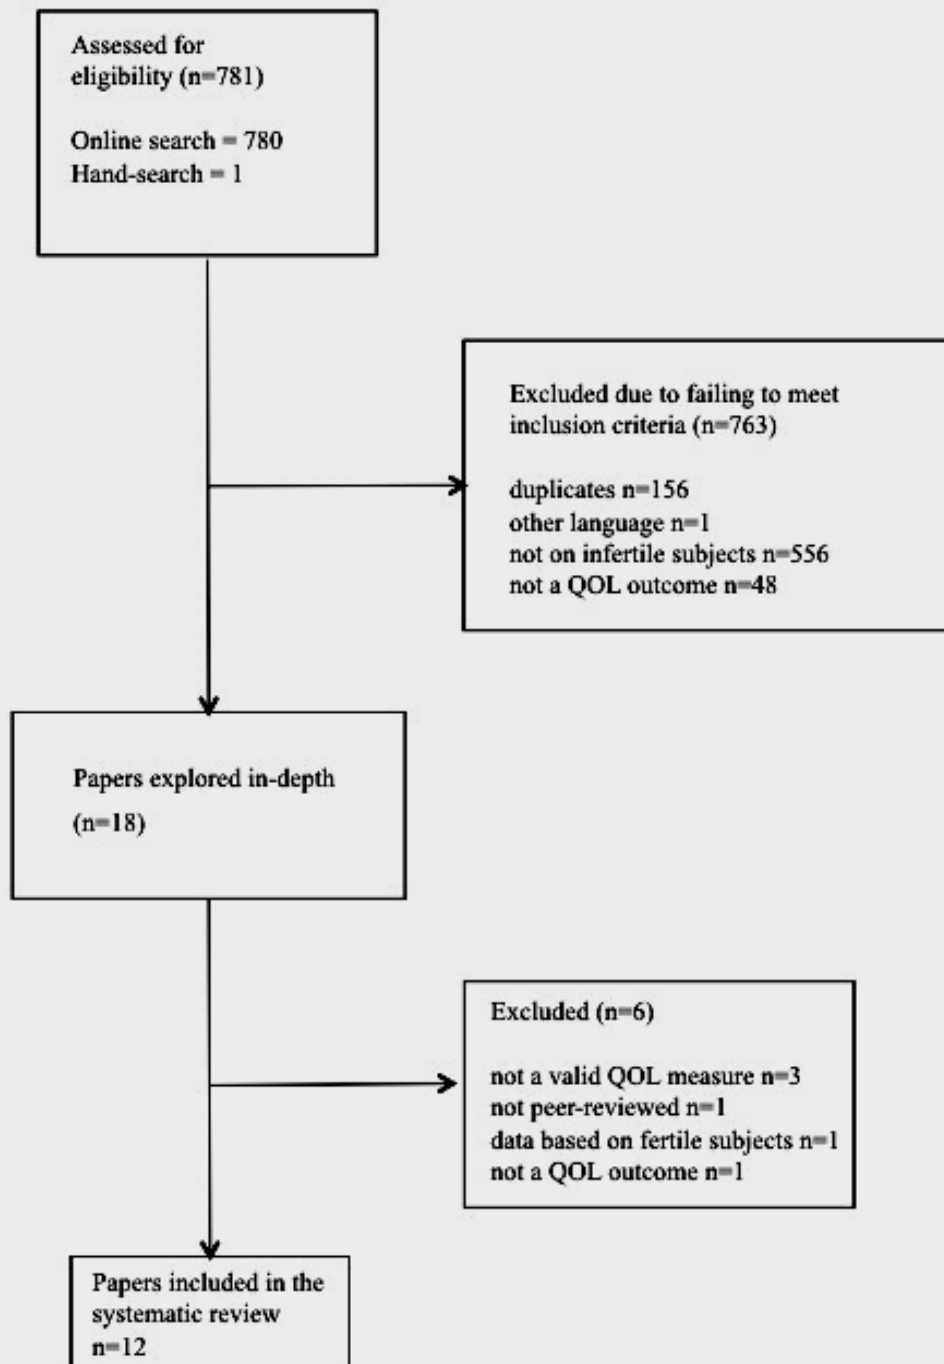 Assessed for
eligibility (n=781)
Online search = 780
Hand-search = 1
Excluded due to failing to meet
inclusion criteria (n=763)
duplicates n=156
other language n=1
not on infertile subjects n=556
not a QOL outcome n=48
Papers explored in-depth
(n=18)
Excluded (n=6)
not a valid QOL measure n=3
not peer-reviewed n=1
data based on fertile subjects n=1
not a QOL outcome n=1
Papers included in the
systematic review
n=12